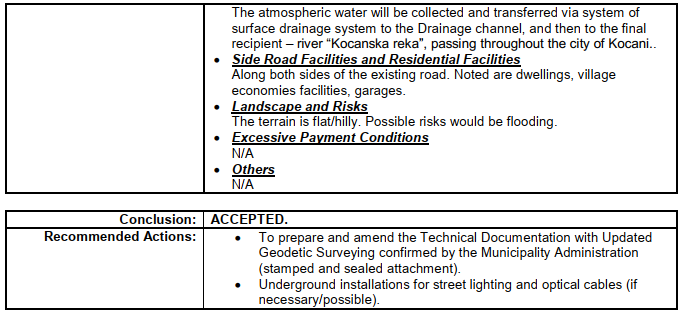 The atmospheric water will be collected and transferred via system of
surface drainage system to the Drainage channel, and then to the final
recipient – river “Kocanska reka”, passing throughout the city of Kocani..
• Side Road Facilities and Residential Facilities
Along both sides of the existing road. Noted are dwellings, village
economies facilities, garages.
• Landscape and Risks
The terrain is flat/hilly. Possible risks would be flooding.
• Excessive Payment Conditions
N/A
• Others
N/A
Conclusion: ACCEPTED.
Recommended Actions: • To prepare and amend the Technical Documentation with Updated
Geodetic Surveying confirmed by the Municipality Administration
(stamped and sealed attachment).
• Underground installations for street lighting and optical cables (if
necessary/possible).